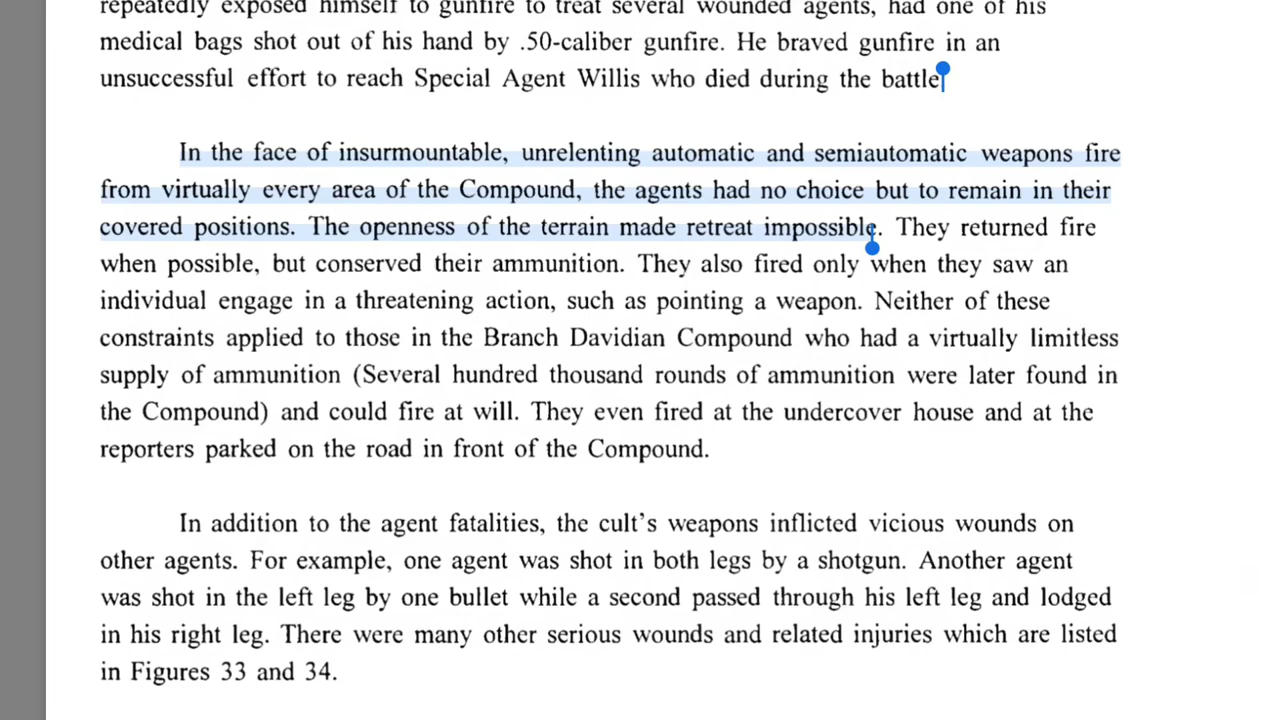 repeatedly exposed himself to gunfire to treat several wounded agents, had one of his
medical bags shot out of his hand by .50-caliber gunfire. He braved gunfire in an
unsuccessful effort to reach Special Agent Willis who died during the battle
In the face of insurmountable, unrelenting automatic and semiautomatic weapons fire
from virtually every area of the Compound, the agents had no choice but to remain in their
covered positions. The openness of the terrain made retreat impossible. They returned fire
when possible, but conserved their ammunition. They also fired only when they saw an
individual engage in a threatening action, such as pointing a weapon. Neither of these
constraints applied to those in the Branch Davidian Compound who had a virtually limitless
supply of ammunition (Several hundred thousand rounds of ammunition were later found in
the Compound) and could fire at will. They even fired at the undercover house and at the
reporters parked on the road in front of the Compound.
In addition to the agent fatalities, the cult's weapons inflicted vicious wounds on
other agents. For example, one agent was shot in both legs by a shotgun. Another agent
was shot in the left leg by one bullet while a second passed through his left leg and lodged
in his right leg. There were many other serious wounds and related injuries which are listed
in Figures 33 and 34.